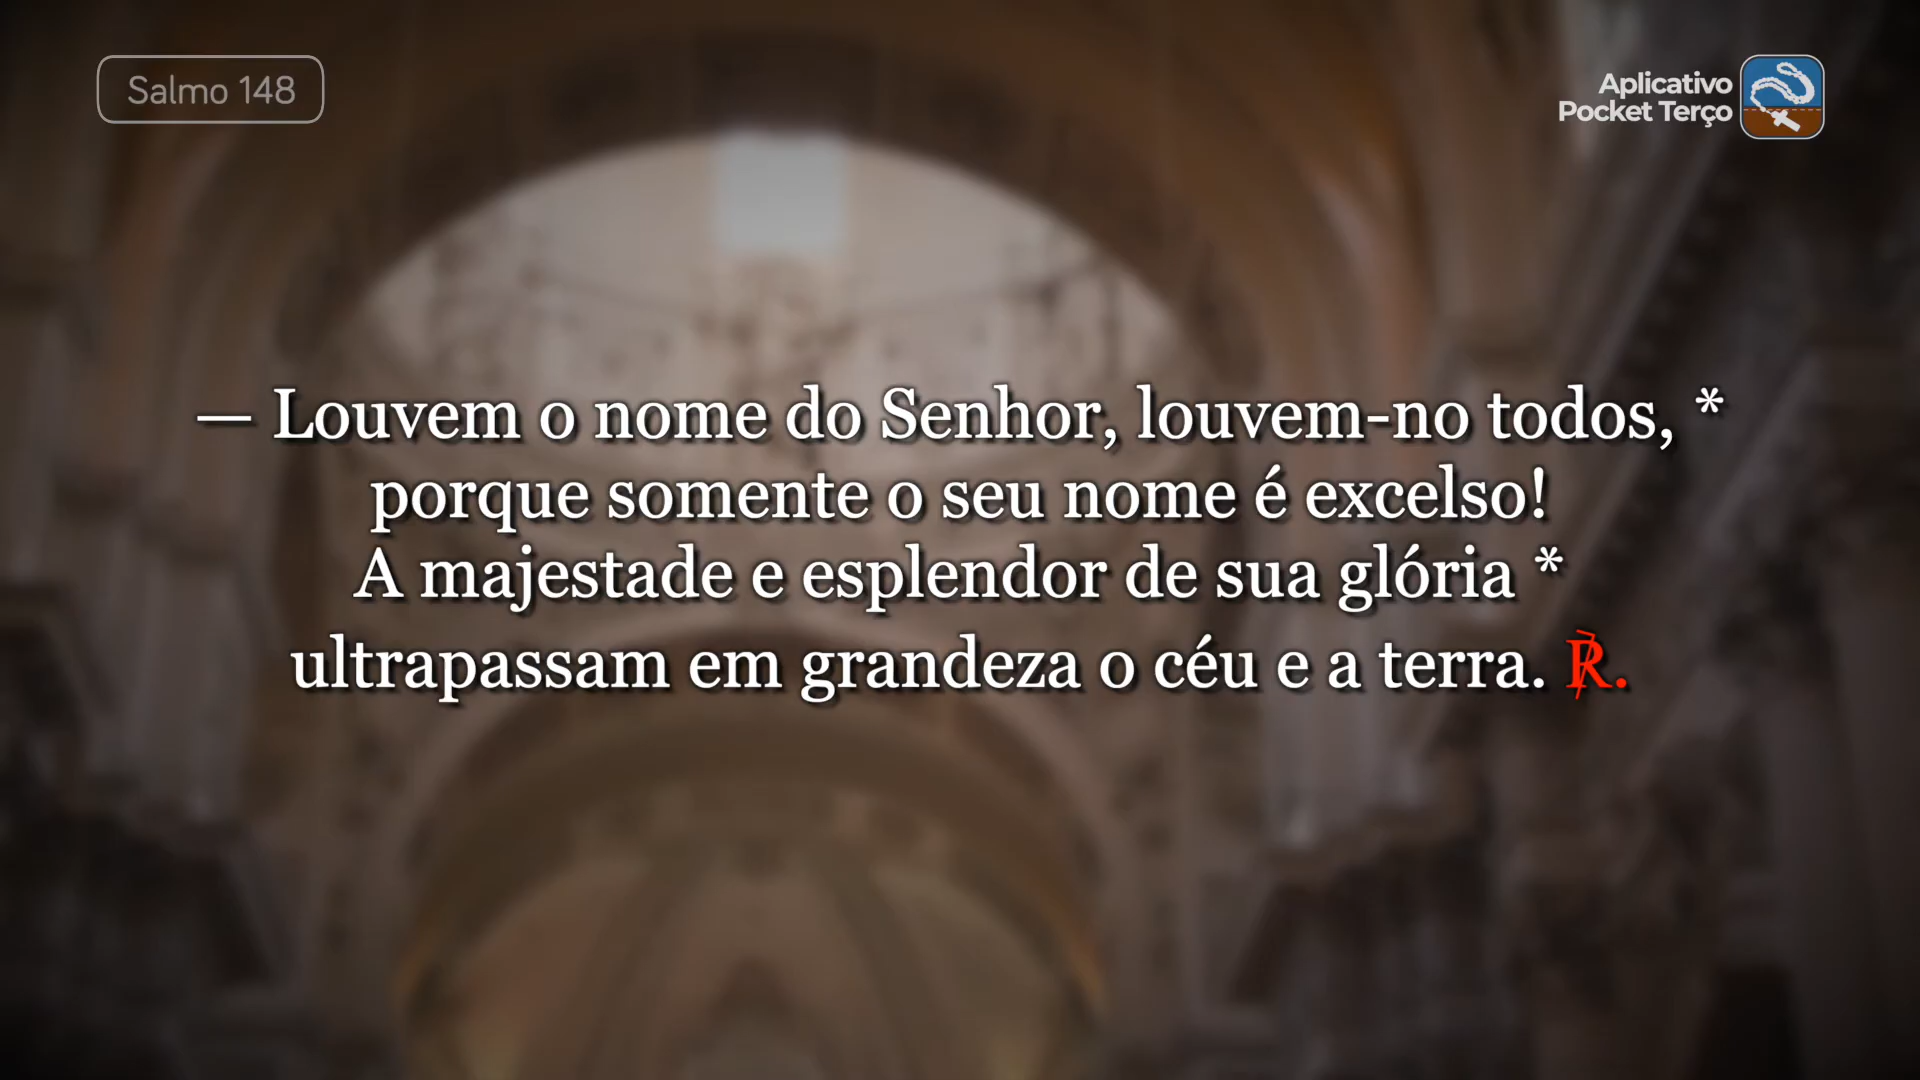 Salmo 148
Aplicativo
Pocket Terço
— Louvem o nome do Senhor, louvem-no todos, *
porque somente o seu nome é excelso!
A majestade e esplendor de sua glória *
ultrapassam em grandeza o céu e a terra. ℟.